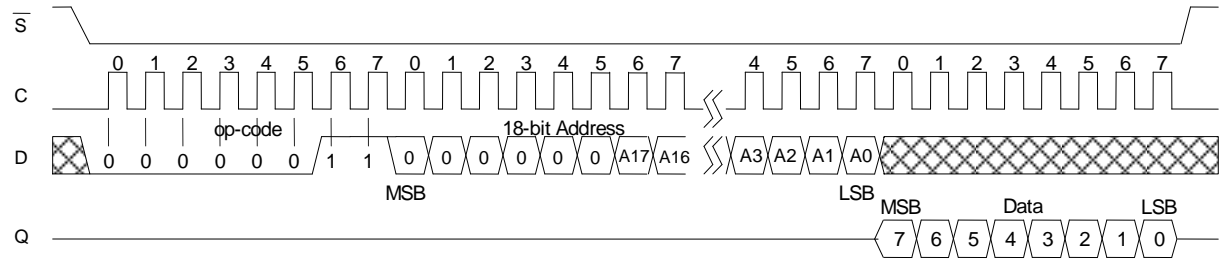 S
0 1 2 3 4 5 6 7 0 1 2 3 4 5 6 7 4 5 6 7 0 1 2 3 4 5 6 7
C
op-code 18-bit Address
D 0 0 0 0 0 0 1 1 0 0 0 0 0 0 A17 A16 A3 A2 A1 A0
MSB LSB MSB Data LSB
Q 7 6 5 4 3 2 1 0